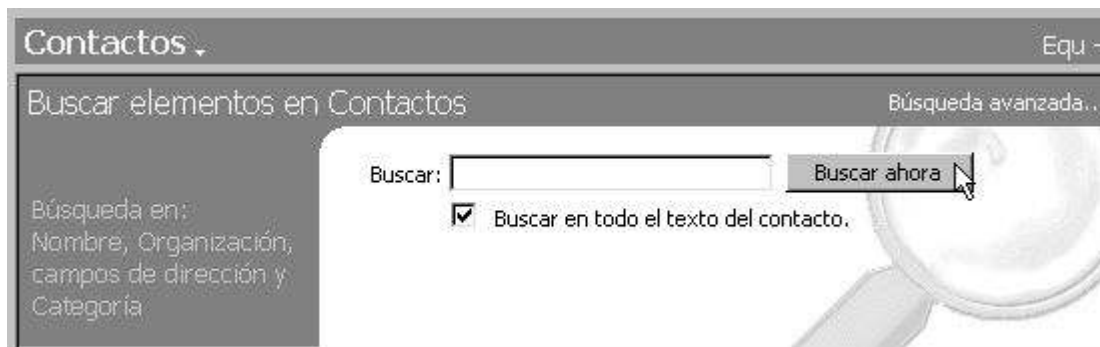 Contactos
Equ -
Buscar elementos en Contactos
Búsqueda avanzada..
Buscar:
Buscar ahora
Buscar en todo el texto del contacto.
Búsqueda en:
Nombre, Organización,
campos de dirección y
Categoría